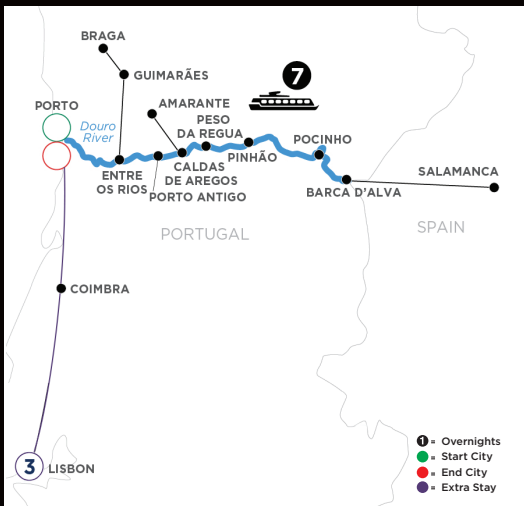 BRAGA
GUIMARÃES
7
AMARANTE
PORTO
Douro
River
PESO
DA REGUA
POCINHO
PINHÃO
ENTRE
OS RIOS
CALDAS
DE AREGOS
PORTO ANTIGO
BARCA D'ALVA
SALAMANCA
PORTUGAL
SPAIN
COIMBRA
3 LISBON
1 = Overnights
= Start City
= End City
= Extra Stay